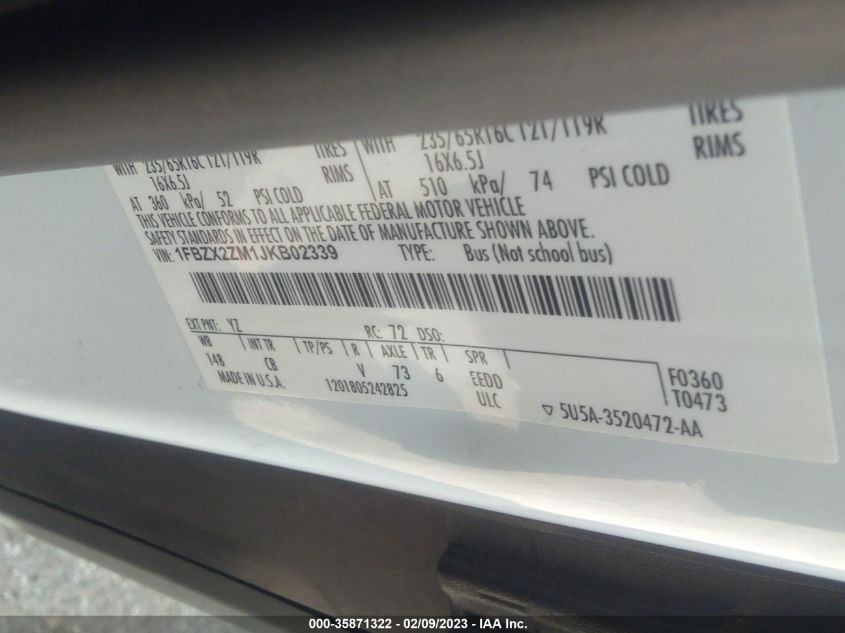 WITH 235/65R16C 121/119R TIRES WITH 235/65R16C 121/119R TIRES
16X6.5J RIMS 16X6.5J RIMS
AT 360 kPa/ 52 PSI COLD AT 510 kPa/ 74 PSI COLD
THIS VEHICLE CONFORMS TO ALL APPLICABLE FEDERAL MOTOR VEHICLE
SAFETY STANDARDS IN EFFECT ON THE DATE OF MANUFACTURE SHOWN ABOVE.
VIN: 1FBZX2ZM1JKB02339 TYPE: Bus (Not school bus)
EXT PNT: YZ RC: 72 DSO:
WB INT TR TP/PS R AXLE TR SPR
148 CB V 73 6 EEDD F0360
MADE IN U.S.A. 1201805242825 ULC T0473
5U5A-3520472-AA
000-35871322 - 02/09/2023 - IAA Inc.